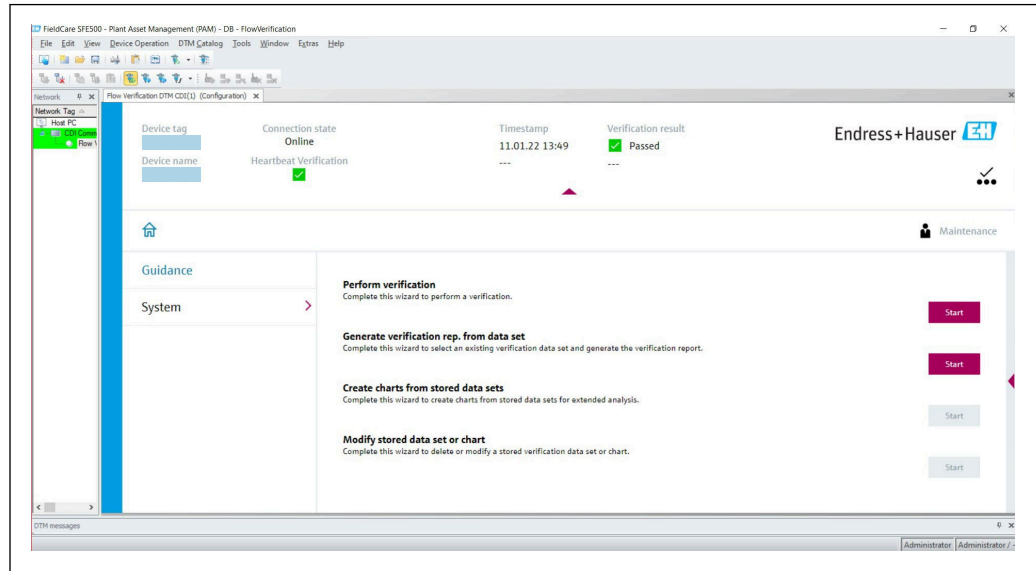 FieldCare SFE500 - Plant Asset Management (PAM) - DB - FlowVerification
File Edit View Device Operation DTM Catalog Tools Window Extras Help
Network
Flow Verification DTM CDI(1) (Configuration)
Network Tag
Host PC
CDI Comm
Flow V
Device tag
Connection state
Online
Timestamp
11.01.22 13:49
Verification result
Passed
Endress+Hauser EH
Device name
Heartbeat Verification
---
---
Maintenance
Guidance
System
Perform verification
Complete this wizard to perform a verification.
Start
Generate verification rep. from data set
Complete this wizard to select an existing verification data set and generate the verification report.
Start
Create charts from stored data sets
Complete this wizard to create charts from stored data sets for extended analysis.
Start
Modify stored data set or chart
Complete this wizard to delete or modify a stored verification data set or chart.
Start
DTM messages
Administrator Administrator / -